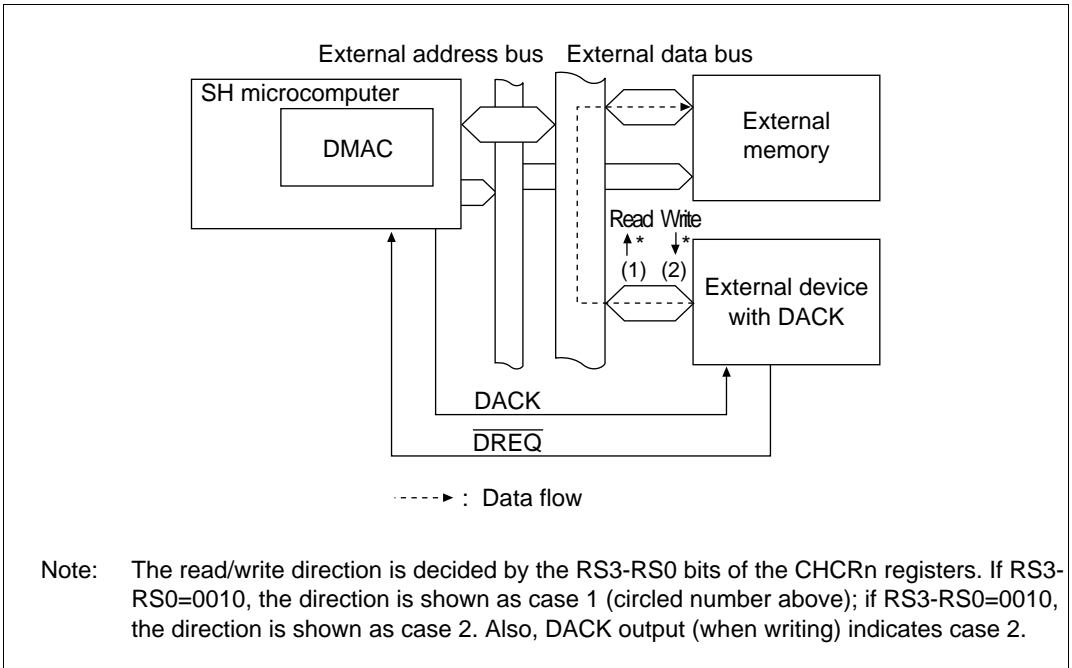 External address bus External data bus
SH microcomputer
DMAC
External
memory
Read Write
* *
(1) (2)
External device
with DACK
DACK
DREQ
: Data flow
Note: The read/write direction is decided by the RS3-RS0 bits of the CHCRn registers. If RS3-
RS0=0010, the direction is shown as case 1 (circled number above); if RS3-RS0=0010,
the direction is shown as case 2. Also, DACK output (when writing) indicates case 2.